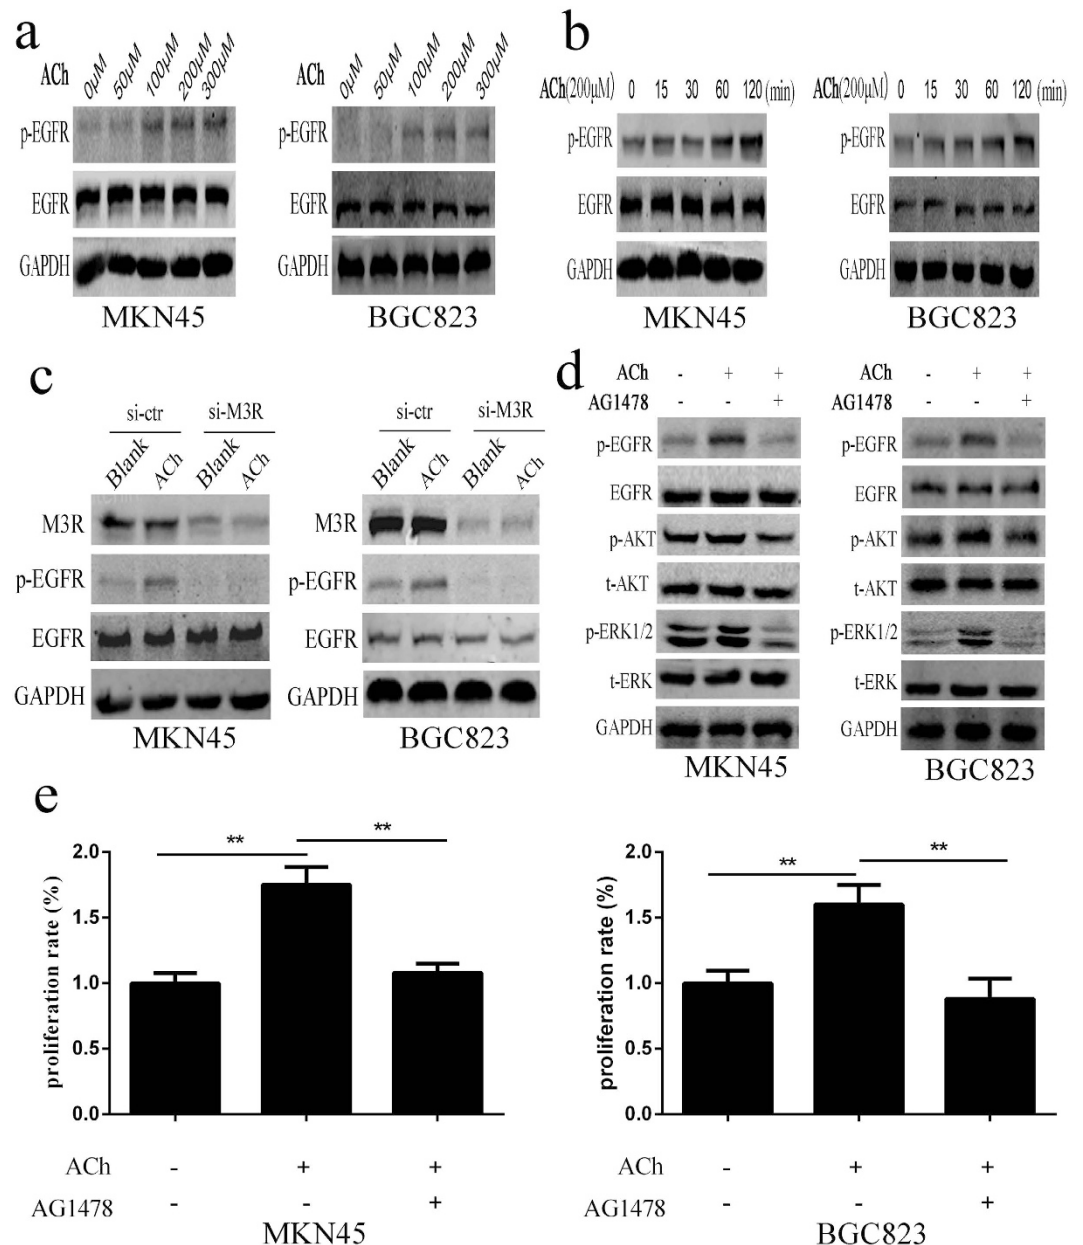 a
ACh 0μM 50μM 100μM 200μM 300μM
p-EGFR
EGFR
GAPDH
MKN45
ACh 0μM 50μM 100μM 200μM 300μM
p-EGFR
EGFR
GAPDH
BGC823
b
ACh(200μM) 0 15 30 60 120 (min)
p-EGFR
EGFR
GAPDH
MKN45
ACh(200μM) 0 15 30 60 120 (min)
p-EGFR
EGFR
GAPDH
BGC823
c
si-ctr si-M3R
Blank ACh Blank ACh
M3R
p-EGFR
EGFR
GAPDH
MKN45
si-ctr si-M3R
Blank ACh Blank ACh
M3R
p-EGFR
EGFR
GAPDH
BGC823
d
ACh - + +
AG1478 - - +
p-EGFR
EGFR
p-AKT
t-AKT
p-ERK1/2
t-ERK
GAPDH
MKN45
ACh - + +
AG1478 - - +
p-EGFR
EGFR
p-AKT
t-AKT
p-ERK1/2
t-ERK
GAPDH
BGC823
e
proliferation rate (%)
2.0
1.5
1.0
0.5
0.0
** **
ACh - + +
AG1478 - - +
MKN45
proliferation rate (%)
2.0
1.5
1.0
0.5
0.0
** **
ACh - + +
AG1478 - - +
BGC823